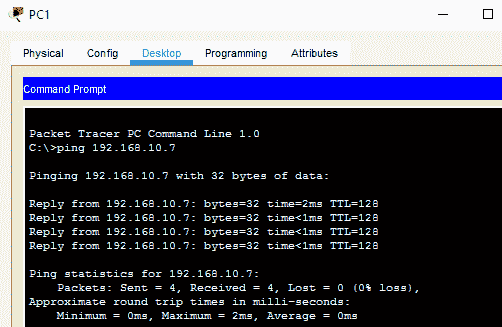 PC1
Physical Config Desktop Programming Attributes
Command Prompt
Packet Tracer PC Command Line 1.0
C:\>ping 192.168.10.7
Pinging 192.168.10.7 with 32 bytes of data:
Reply from 192.168.10.7: bytes=32 time=2ms TTL=128
Reply from 192.168.10.7: bytes=32 time<1ms TTL=128
Reply from 192.168.10.7: bytes=32 time<1ms TTL=128
Reply from 192.168.10.7: bytes=32 time<1ms TTL=128
Ping statistics for 192.168.10.7:
    Packets: Sent = 4, Received = 4, Lost = 0 (0% loss),
Approximate round trip times in milli-seconds:
    Minimum = 0ms, Maximum = 2ms, Average = 0ms